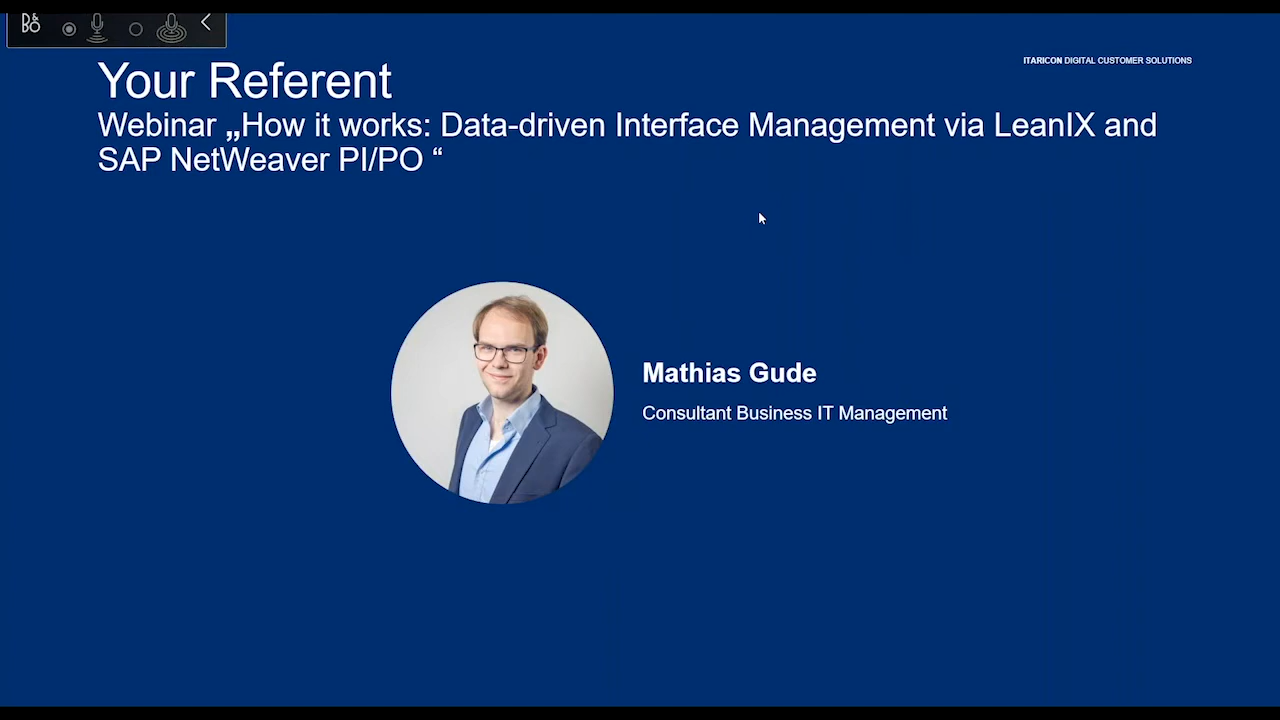 B&O
ITARICON DIGITAL CUSTOMER SOLUTIONS
Your Referent
Webinar „How it works: Data-driven Interface Management via LeanIX and
SAP NetWeaver PI/PO “
Mathias Gude
Consultant Business IT Management